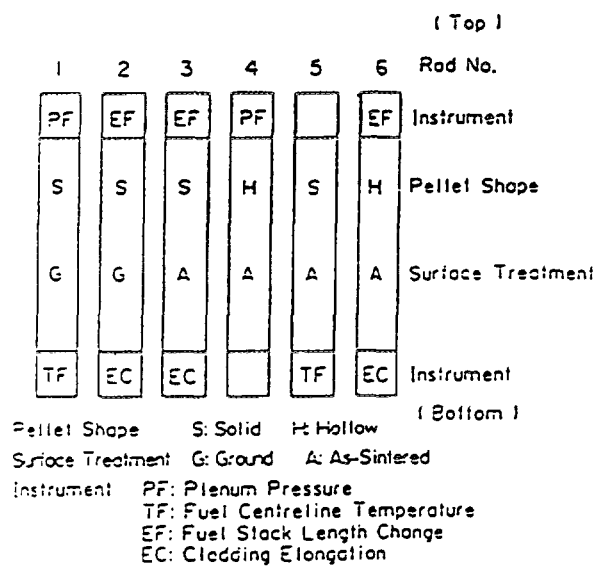 ( Top )
1 2 3 4 5 6 Rod No.
PF EF EF PF EF Instrument
S S S H S H Pellet Shape
G G A A A A Surface Treatment
TF EC EC TF EC Instrument
( Bottom )
Pellet Shape S: Solid H: Hollow
Surface Treatment G: Ground A: As-Sintered
Instrument PF: Plenum Pressure
TF: Fuel Centreline Temperature
EF: Fuel Stack Length Change
EC: Cladding Elongation